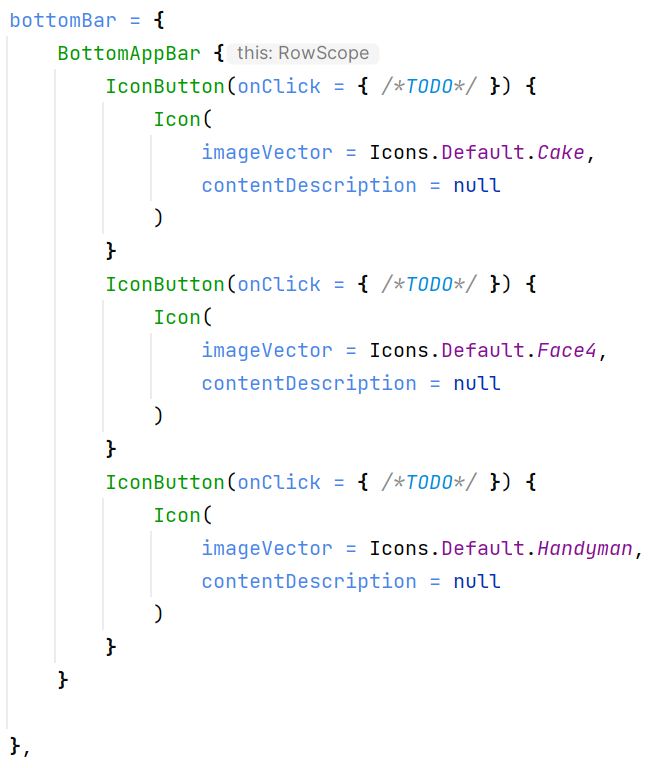 bottomBar = {
    BottomAppBar { this: RowScope
        IconButton(onClick = { /*TODO*/ }) {
            Icon(
                imageVector = Icons.Default.Cake,
                contentDescription = null
            )
        }
        IconButton(onClick = { /*TODO*/ }) {
            Icon(
                imageVector = Icons.Default.Face4,
                contentDescription = null
            )
        }
        IconButton(onClick = { /*TODO*/ }) {
            Icon(
                imageVector = Icons.Default.Handyman,
                contentDescription = null
            )
        }
    }

},